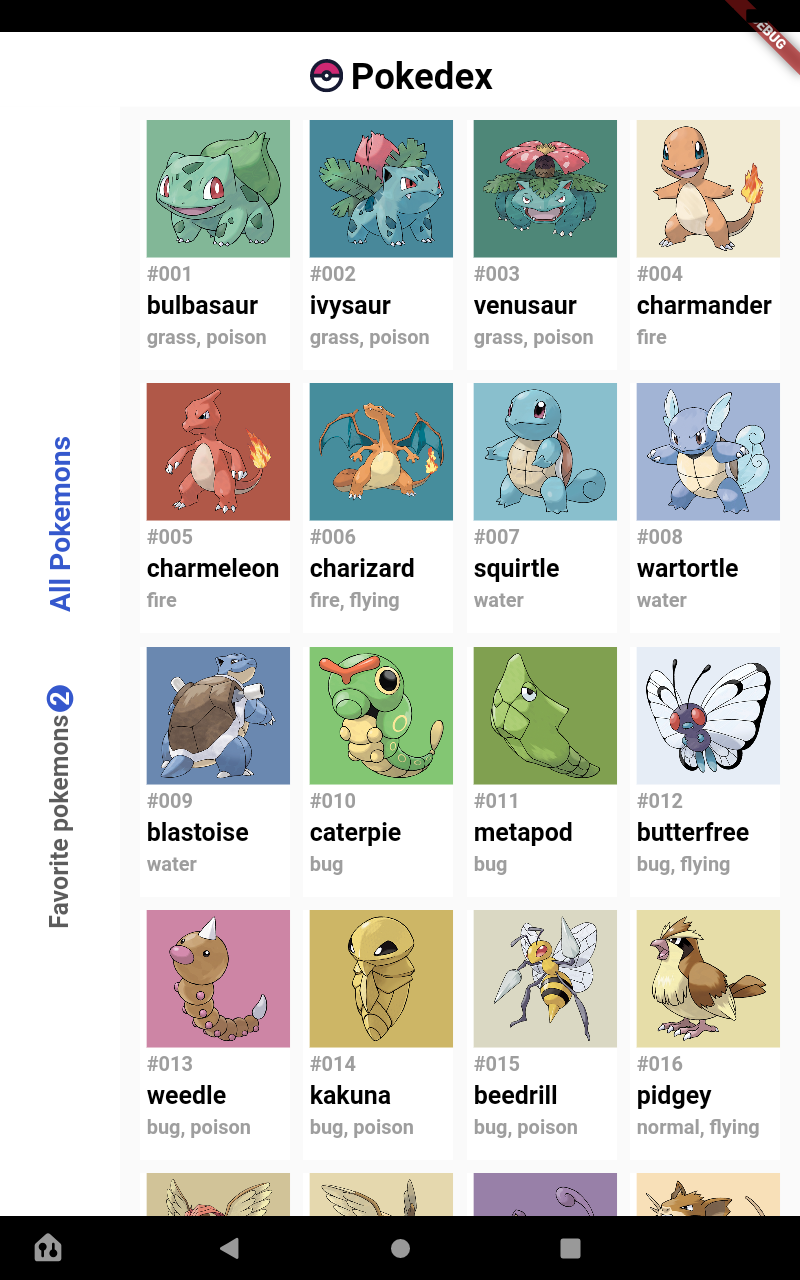 EBUG
Pokedex
All Pokemons
Favorite pokemons 2
#001
bulbasaur
grass, poison
#002
ivysaur
grass, poison
#003
venusaur
grass, poison
#004
charmander
fire
#005
charmeleon
fire
#006
charizard
fire, flying
#007
squirtle
water
#008
wartortle
water
#009
blastoise
water
#010
caterpie
bug
#011
metapod
bug
#012
butterfree
bug, flying
#013
weedle
bug, poison
#014
kakuna
bug, poison
#015
beedrill
bug, poison
#016
pidgey
normal, flying